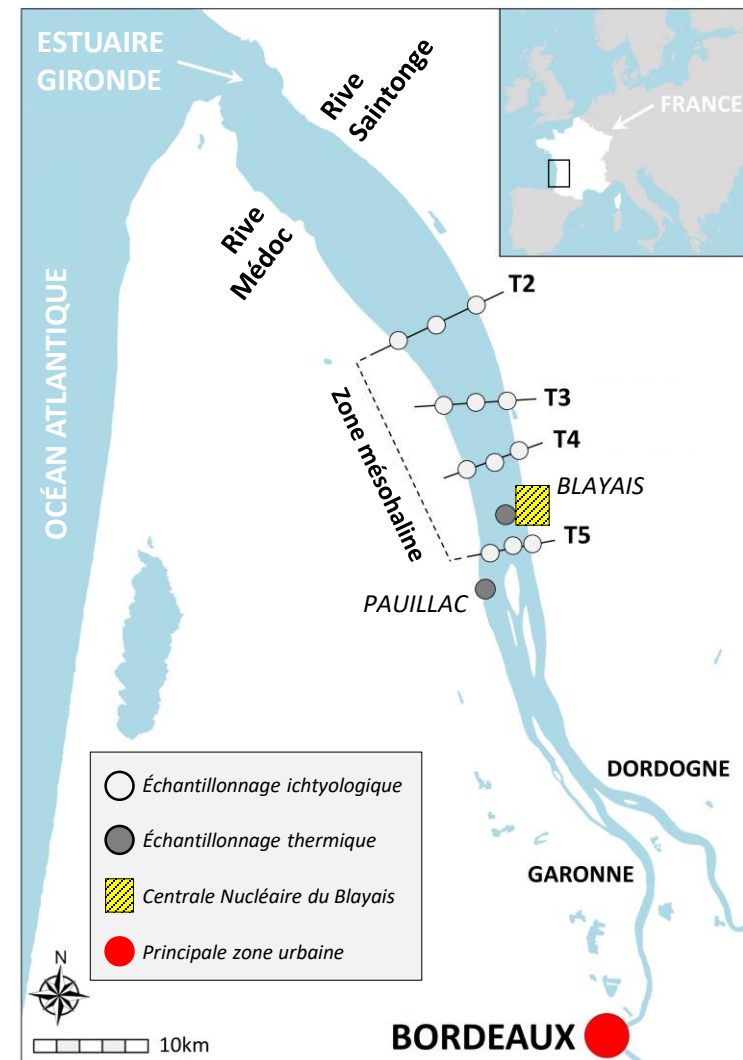 ESTUAIRE
GIRONDE
Rive
Saintonge
FRANCE
Rive
Médoc
OCÉAN ATLANTIQUE
T2
T3
Zone mésohaline
T4
BLAYAIS
T5
PAUILLAC
DORDOGNE
GARONNE
Échantillonnage ichtyologique
Échantillonnage thermique
Centrale Nucléaire du Blayais
Principale zone urbaine
N
10km
BORDEAUX